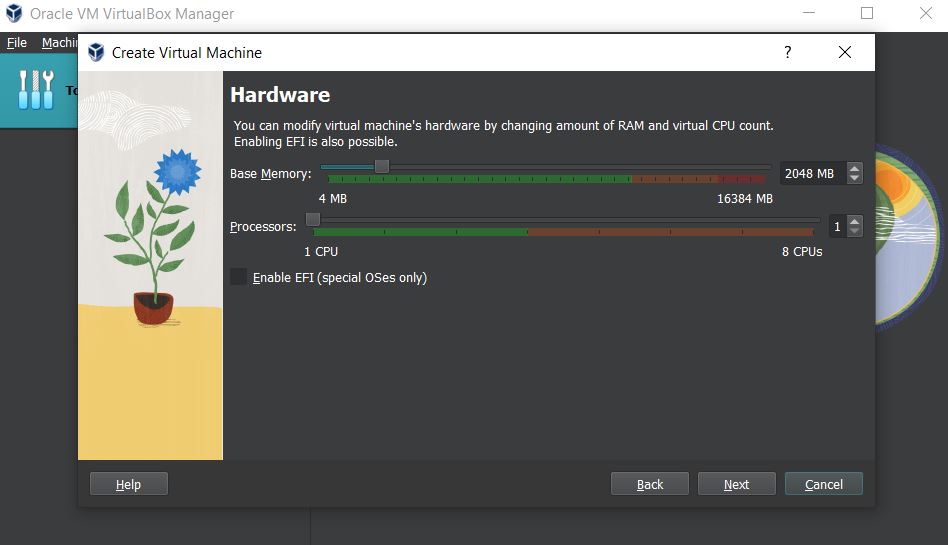 Oracle VM VirtualBox Manager
File Machin
Create Virtual Machine
?
To
Hardware
You can modify virtual machine's hardware by changing amount of RAM and virtual CPU count.
Enabling EFI is also possible.
Base Memory:
2048 MB
4 MB 16384 MB
Processors:
1
1 CPU 8 CPUs
Enable EFI (special OSes only)
Help Back Next Cancel